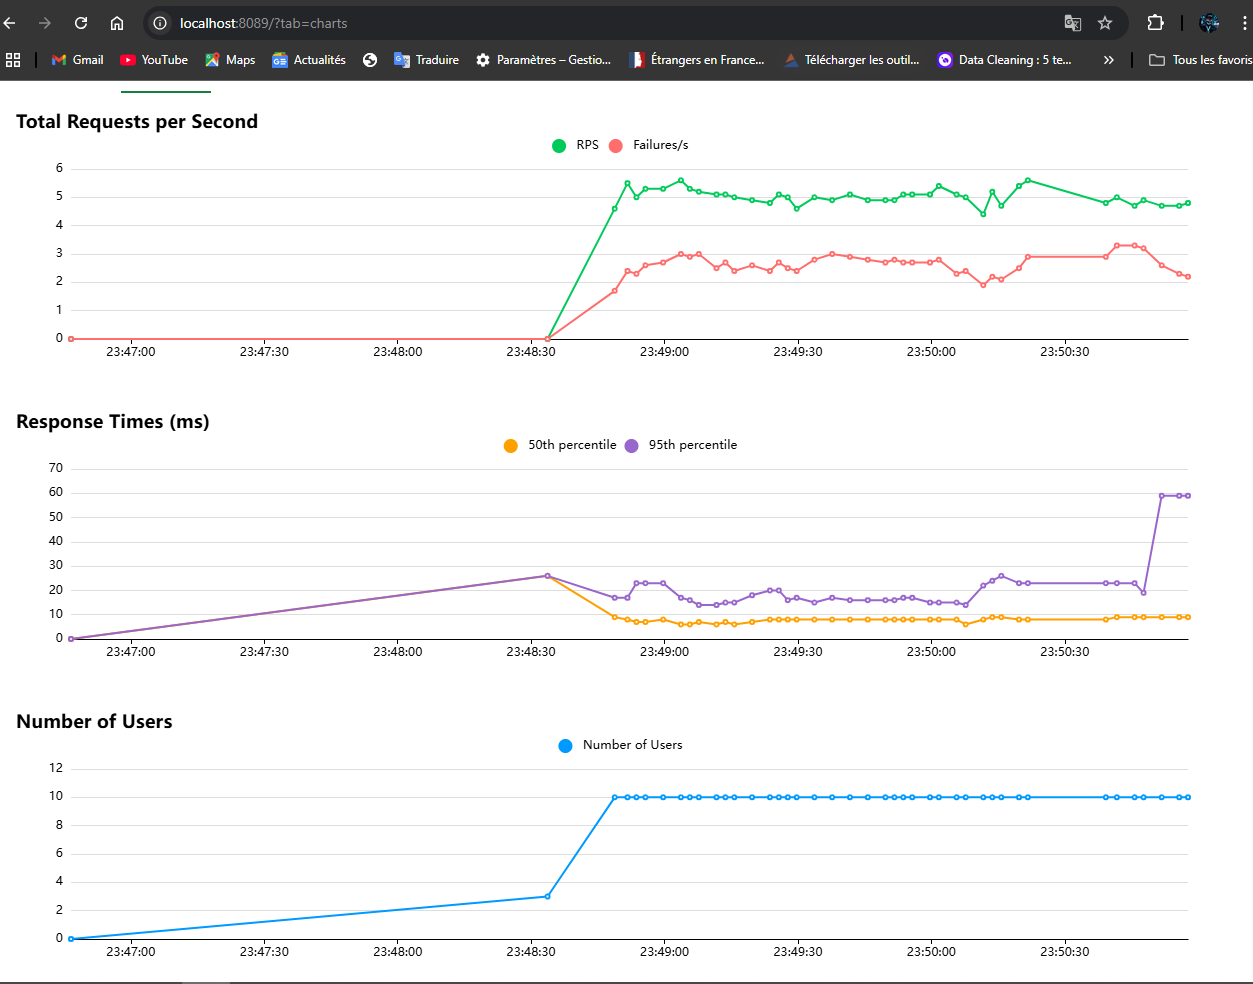 localhost:8089/?tab=charts
Gmail YouTube Maps Actualités Traduire Paramètres – Gestio... Étrangers en France... Télécharger les outil... Data Cleaning : 5 te... » Tous les favoris
Total Requests per Second
RPS Failures/s
6
5
4
3
2
1
0
23:47:00 23:47:30 23:48:00 23:48:30 23:49:00 23:49:30 23:50:00 23:50:30
Response Times (ms)
50th percentile 95th percentile
70
60
50
40
30
20
10
0
23:47:00 23:47:30 23:48:00 23:48:30 23:49:00 23:49:30 23:50:00 23:50:30
Number of Users
Number of Users
12
10
8
6
4
2
0
23:47:00 23:47:30 23:48:00 23:48:30 23:49:00 23:49:30 23:50:00 23:50:30